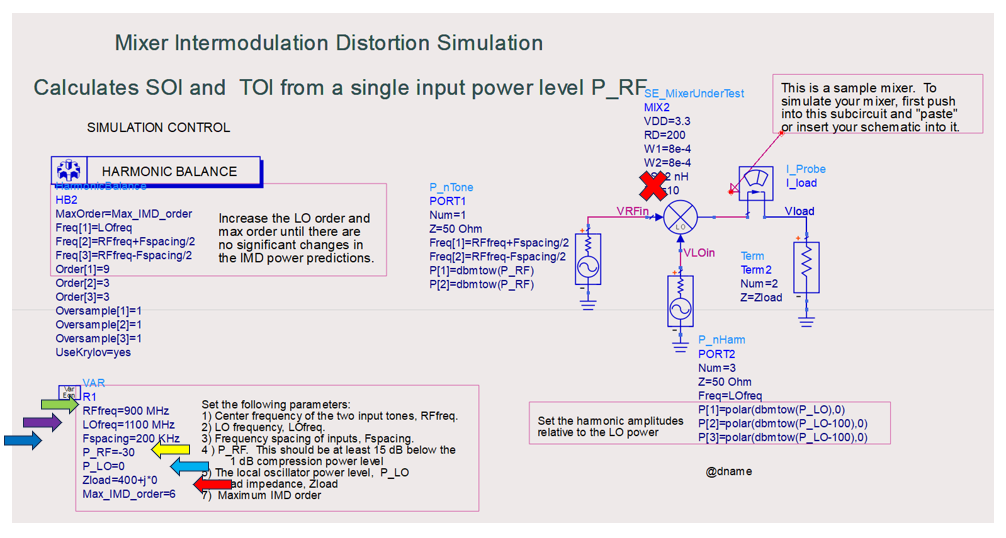 Mixer Intermodulation Distortion Simulation
Calculates SOI and TOI from a single input power level P_RF
SIMULATION CONTROL
HARMONIC BALANCE
HarmonicBalance
HB2
MaxOrder=Max_IMD_order
Freq[1]=LOfreq
Freq[2]=RFfreq+Fspacing/2
Freq[3]=RFfreq-Fspacing/2
Order[1]=9
Order[2]=3
Order[3]=3
Oversample[1]=1
Oversample[2]=1
Oversample[3]=1
UseKrylov=yes
Increase the LO order and
max order until there are
no significant changes in
the IMD power predictions.
P_nTone
PORT1
Num=1
Z=50 Ohm
Freq[1]=RFfreq+Fspacing/2
Freq[2]=RFfreq-Fspacing/2
P[1]=dbmtow(P_RF)
P[2]=dbmtow(P_RF)
SE_MixerUnderTest
MIX2
VDD=3.3
RD=200
W1=8e-4
W2=8e-4
2 nH
=10
VRFin
LO
VLOin
This is a sample mixer. To
simulate your mixer, first push
into this subcircuit and "paste"
or insert your schematic into it.
I_Probe
I_load
Vload
Term
Term2
Num=2
Z=Zload
P_nHarm
PORT2
Num=3
Z=50 Ohm
Freq=LOfreq
P[1]=polar(dbmtow(P_LO),0)
P[2]=polar(dbmtow(P_LO-100),0)
P[3]=polar(dbmtow(P_LO-100),0)
Set the harmonic amplitudes
relative to the LO power
@dname
Var
Eqn
VAR
R1
RFfreq=900 MHz
LOfreq=1100 MHz
Fspacing=200 KHz
P_RF=-30
P_LO=0
Zload=400+j*0
Max_IMD_order=6
Set the following parameters:
1) Center frequency of the two input tones, RFfreq.
2) LO frequency, LOfreq.
3) Frequency spacing of inputs, Fspacing.
4 ) P_RF. This should be at least 15 dB below the
1 dB compression power level
5) The local oscillator power level, P_LO
ad impedance, Zload
7) Maximum IMD order